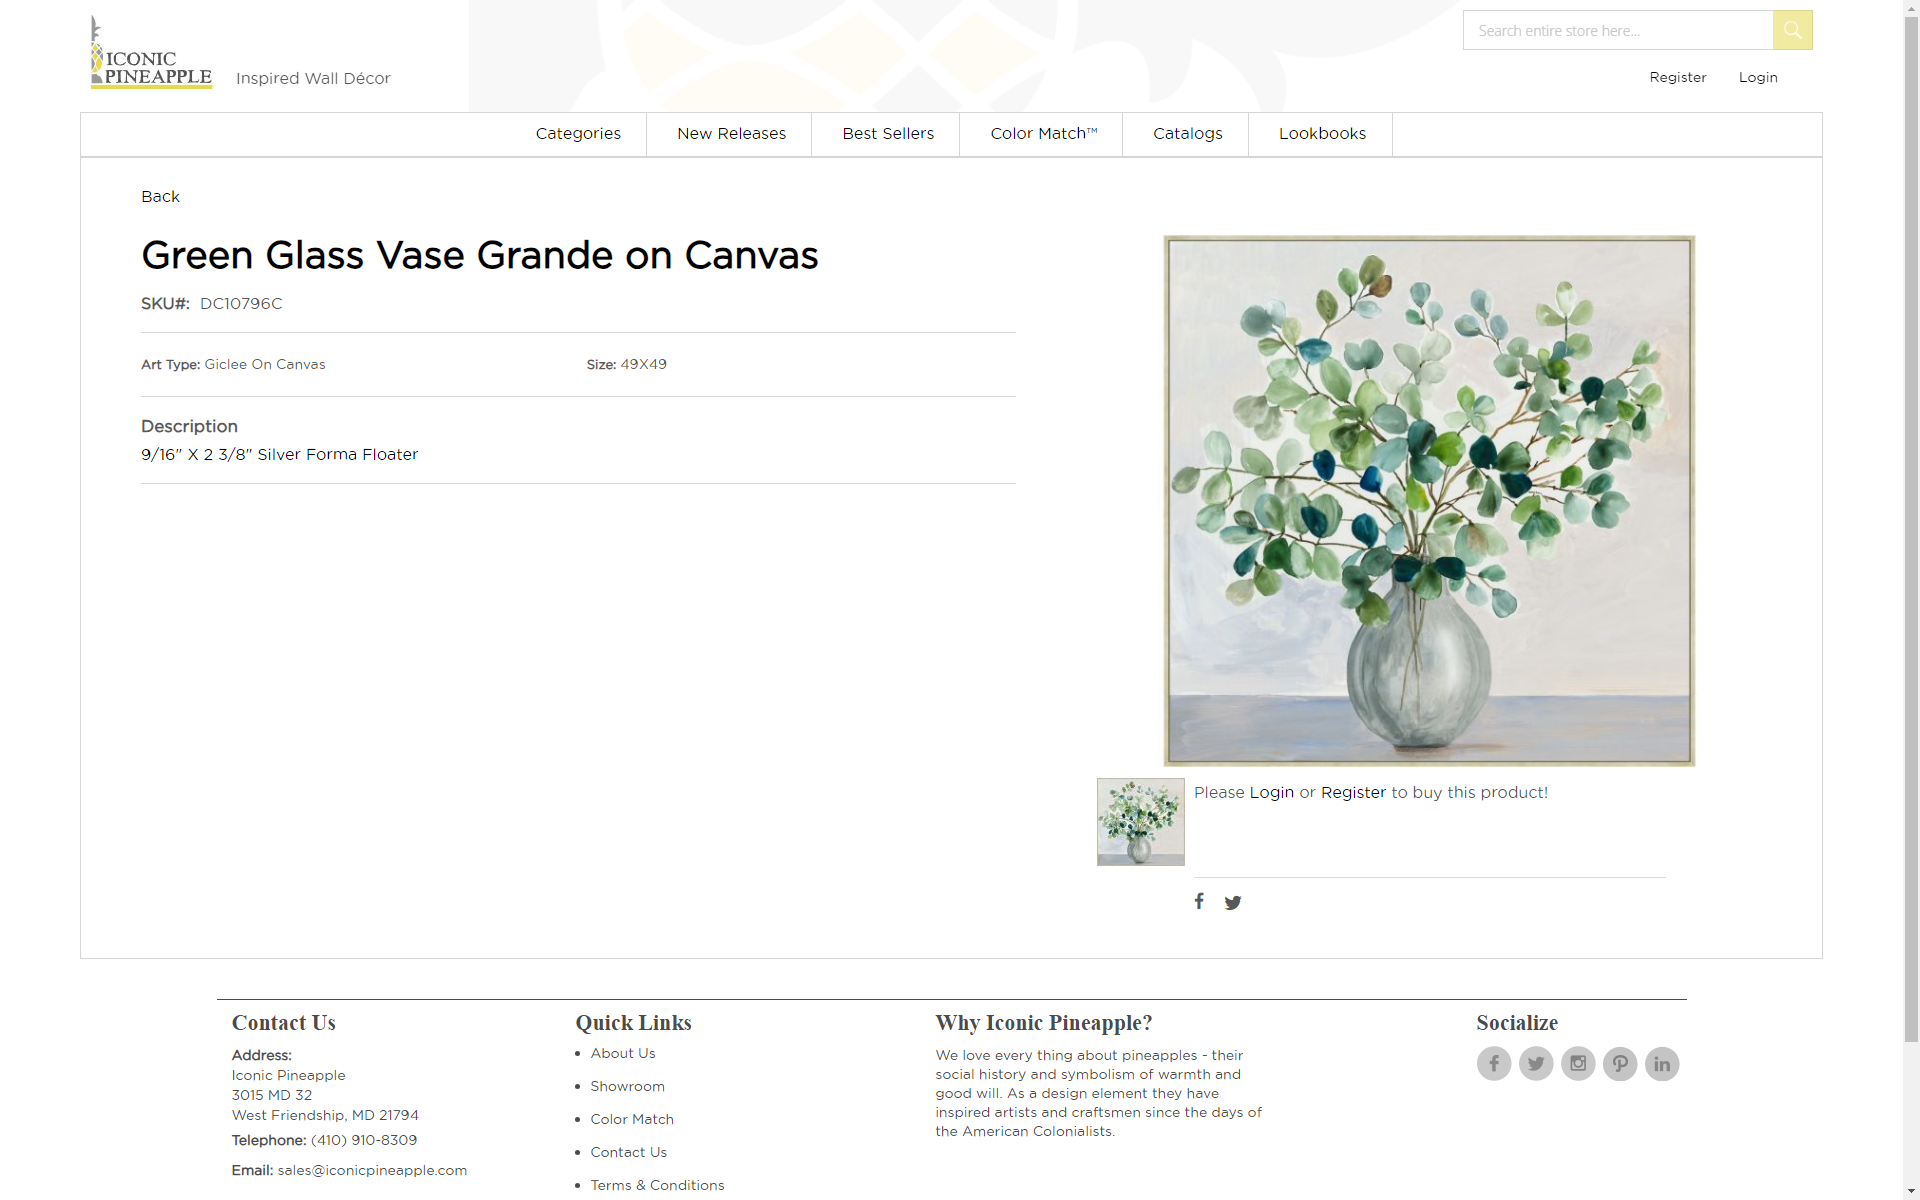 ICONIC
PINEAPPLE
Inspired Wall Décor
Search entire store here...
Register
Login
Categories
New Releases
Best Sellers
Color Match™
Catalogs
Lookbooks
Back
Green Glass Vase Grande on Canvas
SKU#: DC10796C
Art Type: Giclee On Canvas
Size: 49X49
Description
9/16" X 2 3/8" Silver Forma Floater
Please Login or Register to buy this product!
Contact Us
Address:
Iconic Pineapple
3015 MD 32
West Friendship, MD 21794
Telephone: (410) 910-8309
Email: sales@iconicpineapple.com
Quick Links
About Us
Showroom
Color Match
Contact Us
Terms & Conditions
Why Iconic Pineapple?
We love every thing about pineapples - their
social history and symbolism of warmth and
good will. As a design element they have
inspired artists and craftsmen since the days of
the American Colonialists.
Socialize